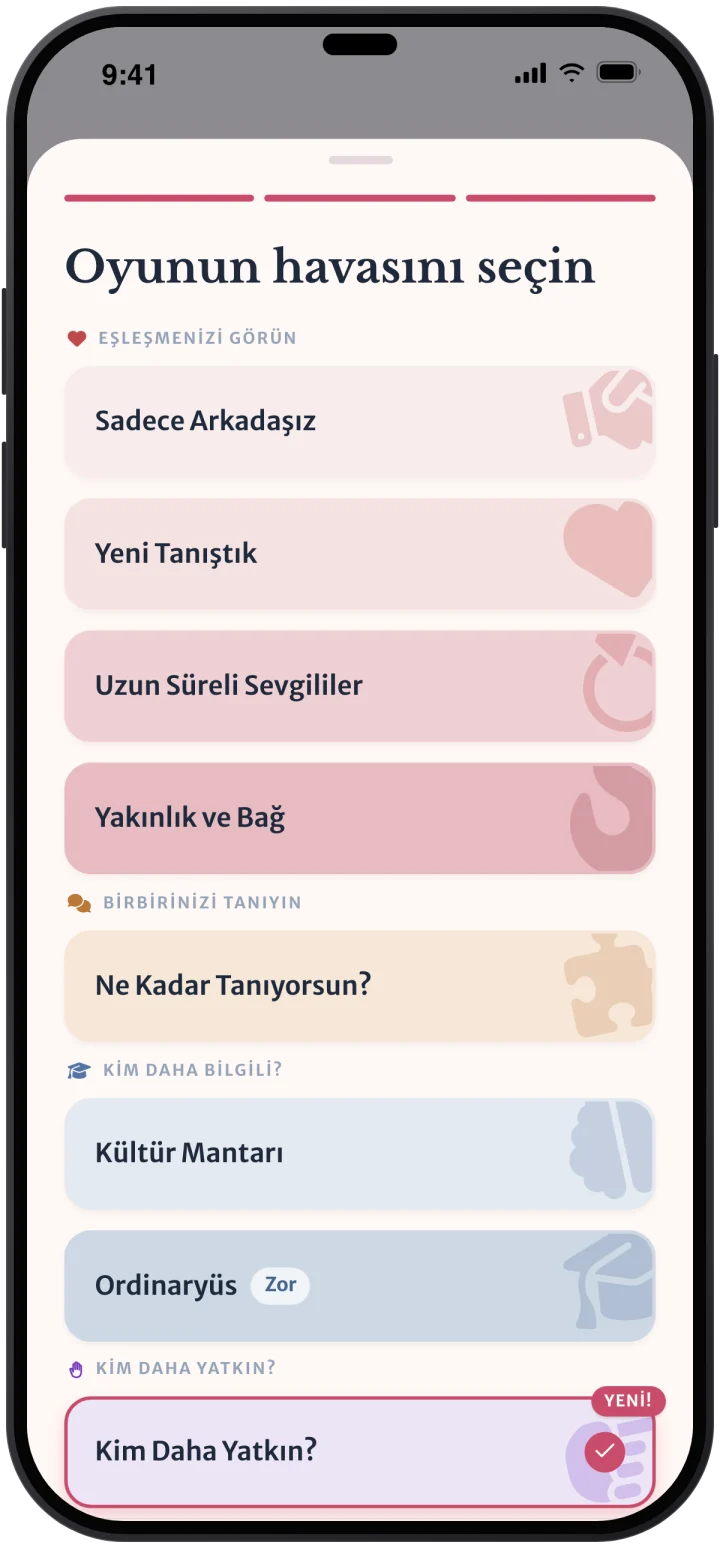 9:41
Oyunun havasını seçin
EŞLEŞMENİZİ GÖRÜN
Sadece Arkadaşız
Yeni Tanıştık
Uzun Süreli Sevgililer
Yakınlık ve Bağ
BİRBİRİNİZİ TANIYIN
Ne Kadar Tanıyorsun?
KİM DAHA BİLGİLİ?
Kültür Mantarı
Ordinaryüs Zor
KİM DAHA YATKIN?
YENİ!
Kim Daha Yatkın?